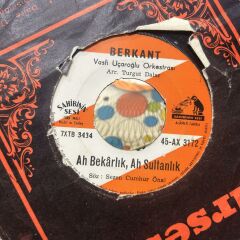 BERKANT
Vasfi Uçaroğlu Orkestrası
Arr. Turgut Dalar
SAHİBİNİN
SESİ
7XTB 3434
45-AX 3172
Ah Bekârlık, Ah Sultanlık
Söz : Sezen Cumhur Önal